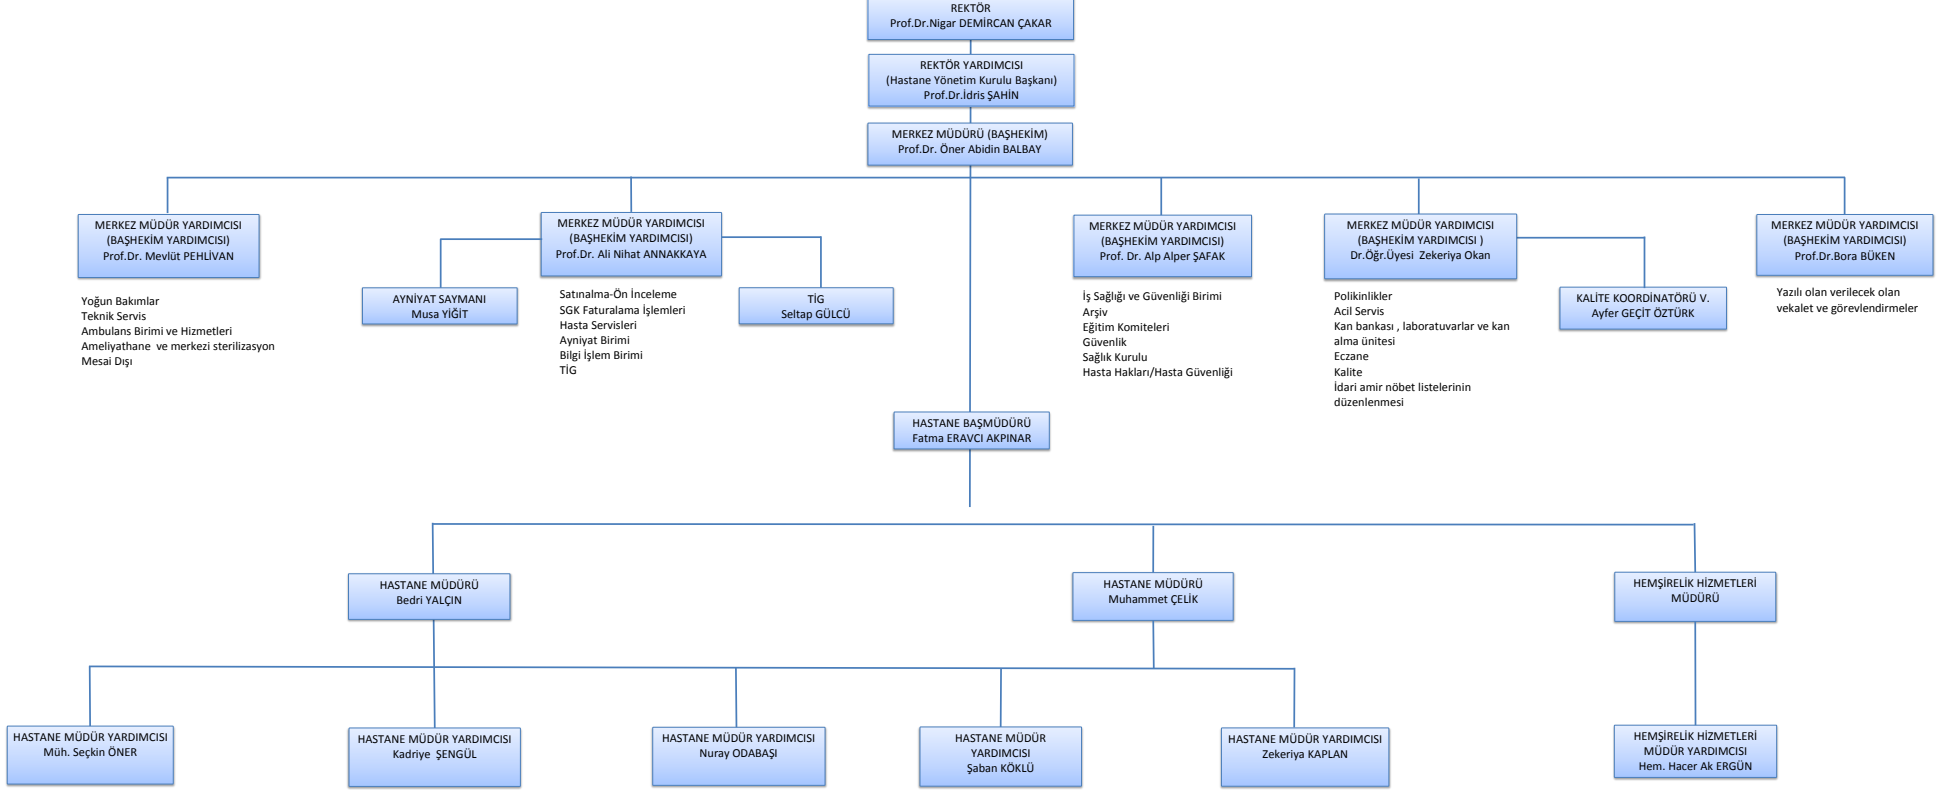 REKTÖR
Prof.Dr.Nigar DEMİRCAN ÇAKAR
REKTÖR YARDIMCISI
(Hastane Yönetim Kurulu Başkanı)
Prof.Dr.İdris ŞAHİN
MERKEZ MÜDÜRÜ (BAŞHEKİM)
Prof.Dr. Öner Abidin BALBAY
MERKEZ MÜDÜR YARDIMCISI
(BAŞHEKİM YARDIMCISI)
Prof.Dr. Mevlüt PEHLİVAN
Yoğun Bakımlar
Teknik Servis
Ambulans Birimi ve Hizmetleri
Ameliyathane  ve merkezi sterilizasyon
Mesai Dışı
MERKEZ MÜDÜR YARDIMCISI
(BAŞHEKİM YARDIMCISI)
Prof.Dr. Ali Nihat ANNAKKAYA
AYNİYAT SAYMANI
Musa YİĞİT
Satınalma-Ön İnceleme
SGK Faturalama İşlemleri
Hasta Servisleri
Ayniyat Birimi
Bilgi İşlem Birimi
TİG
TİG
Seltap GÜLCÜ
MERKEZ MÜDÜR YARDIMCISI
(BAŞHEKİM YARDIMCISI)
Prof. Dr. Alp Alper ŞAFAK
İş Sağlığı ve Güvenliği Birimi
Arşiv
Eğitim Komiteleri
Güvenlik
Sağlık Kurulu
Hasta Hakları/Hasta Güvenliği
MERKEZ MÜDÜR YARDIMCISI
(BAŞHEKİM YARDIMCISI )
Dr.Öğr.Üyesi  Zekeriya Okan
Polikinlikler
Acil Servis
Kan bankası , laboratuvarlar ve kan
alma ünitesi
Eczane
Kalite
İdari amir nöbet listelerinin
düzenlenmesi
KALİTE KOORDİNATÖRÜ V.
Ayfer GEÇİT ÖZTÜRK
MERKEZ MÜDÜR YARDIMCISI
(BAŞHEKİM YARDIMCISI)
Prof.Dr.Bora BÜKEN
Yazılı olan verilecek olan
vekalet ve görevlendirmeler
HASTANE BAŞMÜDÜRÜ
Fatma ERAVCI AKPINAR
HASTANE MÜDÜRÜ
Bedri YALÇIN
HASTANE MÜDÜRÜ
Muhammet ÇELİK
HEMŞİRELİK HİZMETLERİ
MÜDÜRÜ
HASTANE MÜDÜR YARDIMCISI
Müh. Seçkin ÖNER
HASTANE MÜDÜR YARDIMCISI
Kadriye  ŞENGÜL
HASTANE MÜDÜR YARDIMCISI
Nuray ODABAŞI
HASTANE MÜDÜR
YARDIMCISI
Şaban KÖKLÜ
HASTANE MÜDÜR YARDIMCISI
Zekeriya KAPLAN
HEMŞİRELİK HİZMETLERİ
MÜDÜR YARDIMCISI
Hem. Hacer Ak ERGÜN